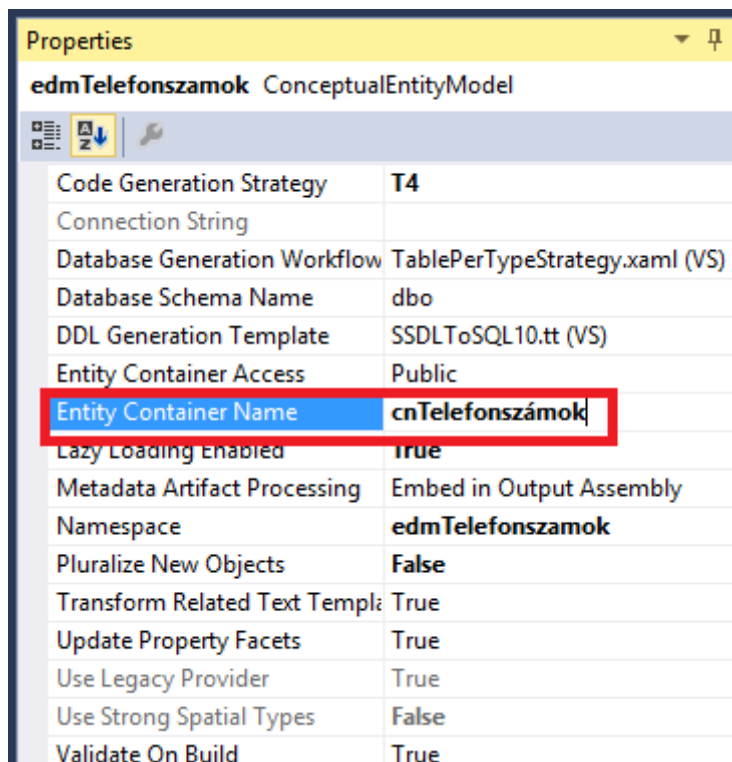 Properties
edmTelefonszamok ConceptualEntityModel
Code Generation Strategy T4
Connection String
Database Generation Workflow TablePerTypeStrategy.xaml (VS)
Database Schema Name dbo
DDL Generation Template SSDLToSQL10.tt (VS)
Entity Container Access Public
Entity Container Name cnTelefonszámok
Lazy Loading Enabled True
Metadata Artifact Processing Embed in Output Assembly
Namespace edmTelefonszamok
Pluralize New Objects False
Transform Related Text Templa True
Update Property Facets True
Use Legacy Provider True
Use Strong Spatial Types False
Validate On Build True